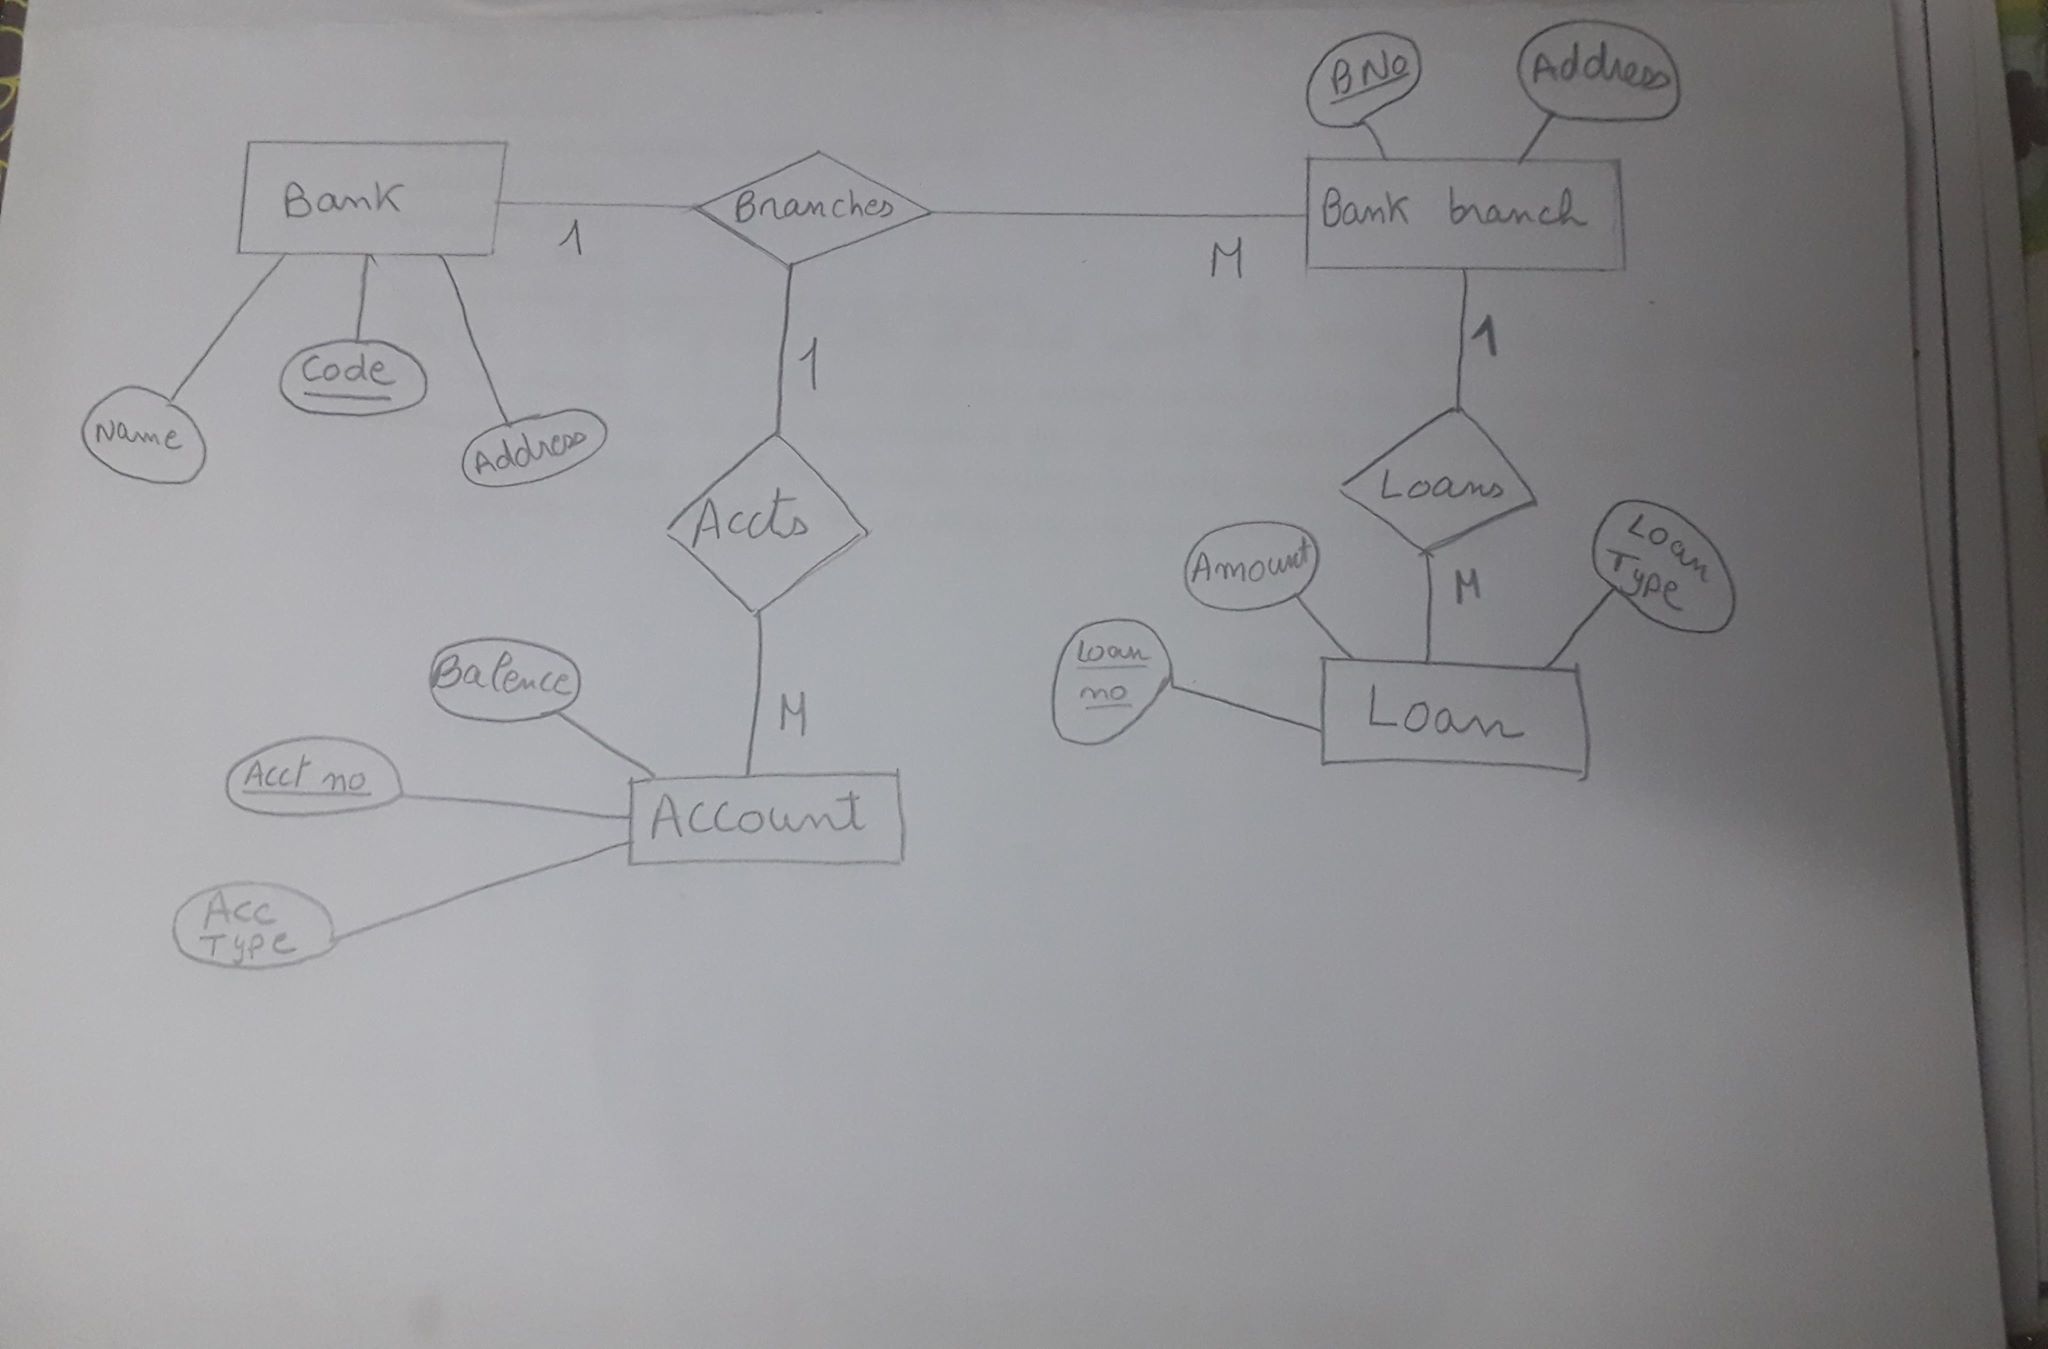 BNo
Address
Bank
Branches
Bank branch
1
M
1
1
Code
Name
Address
Accts
Loans
Amount
Loan
Type
M
Loan
no
Balence
M
Loan
Acct no
Account
Acc
Type